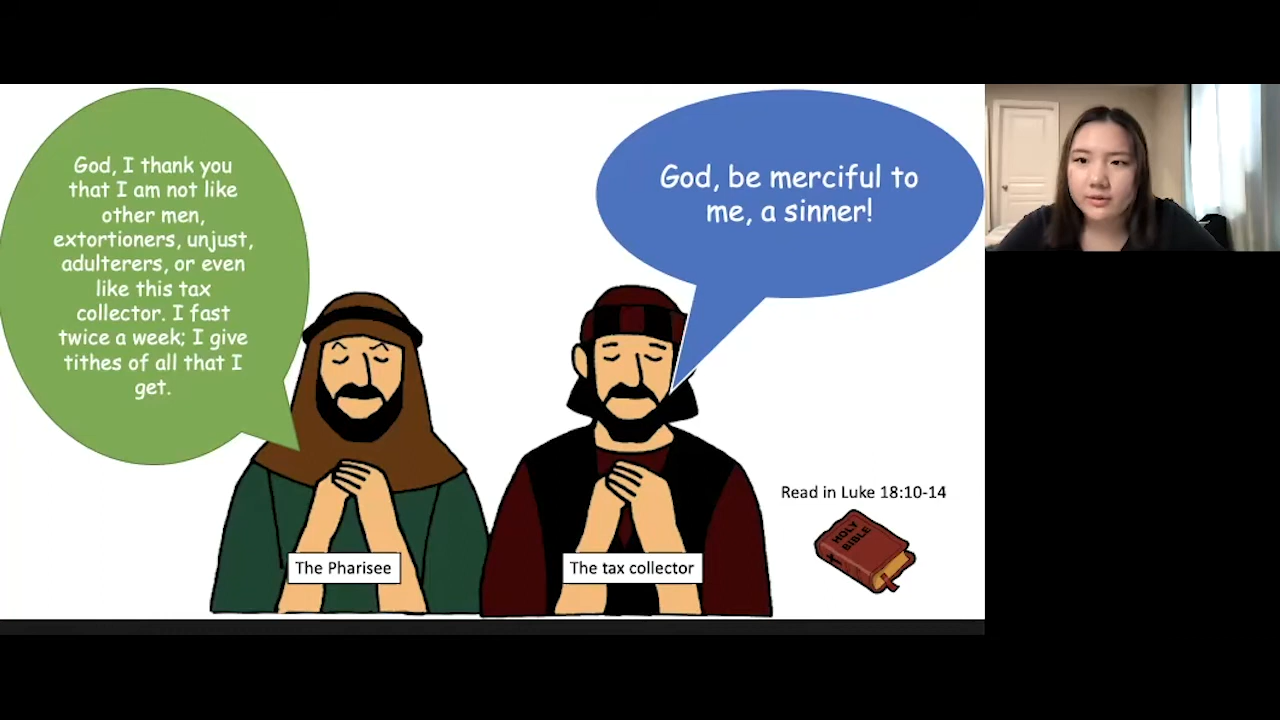 God, I thank you
that I am not like
other men,
extortioners, unjust,
adulterers, or even
like this tax
collector. I fast
twice a week; I give
tithes of all that I
get.
God, be merciful to
me, a sinner!
The Pharisee
The tax collector
Read in Luke 18:10-14
HOLY
BIBLE